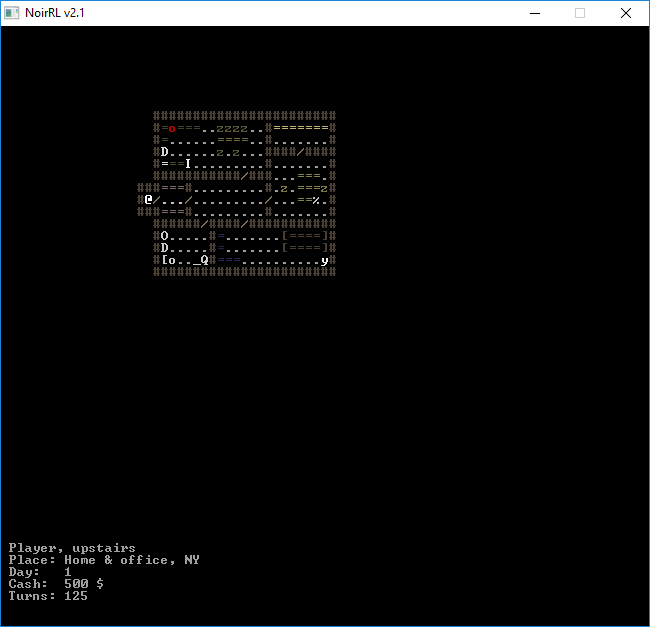 NoirRL v2.1
#######################
#=o===..zzzz..#=======#
#=......====..#.......#
#D......z.z...####/####
#===I.........#.......#
###########/###...===.#
###===#.........#.z.===z#
#@/.../........./...==%.#
###===#.........#.......#
######/####/###########
#O.....#=.......[====]#
#D.....#=.......[====]#
#[o.._Q#===..........y#
#######################
Player, upstairs
Place: Home & office, NY
Day:   1
Cash:  500 $
Turns: 125